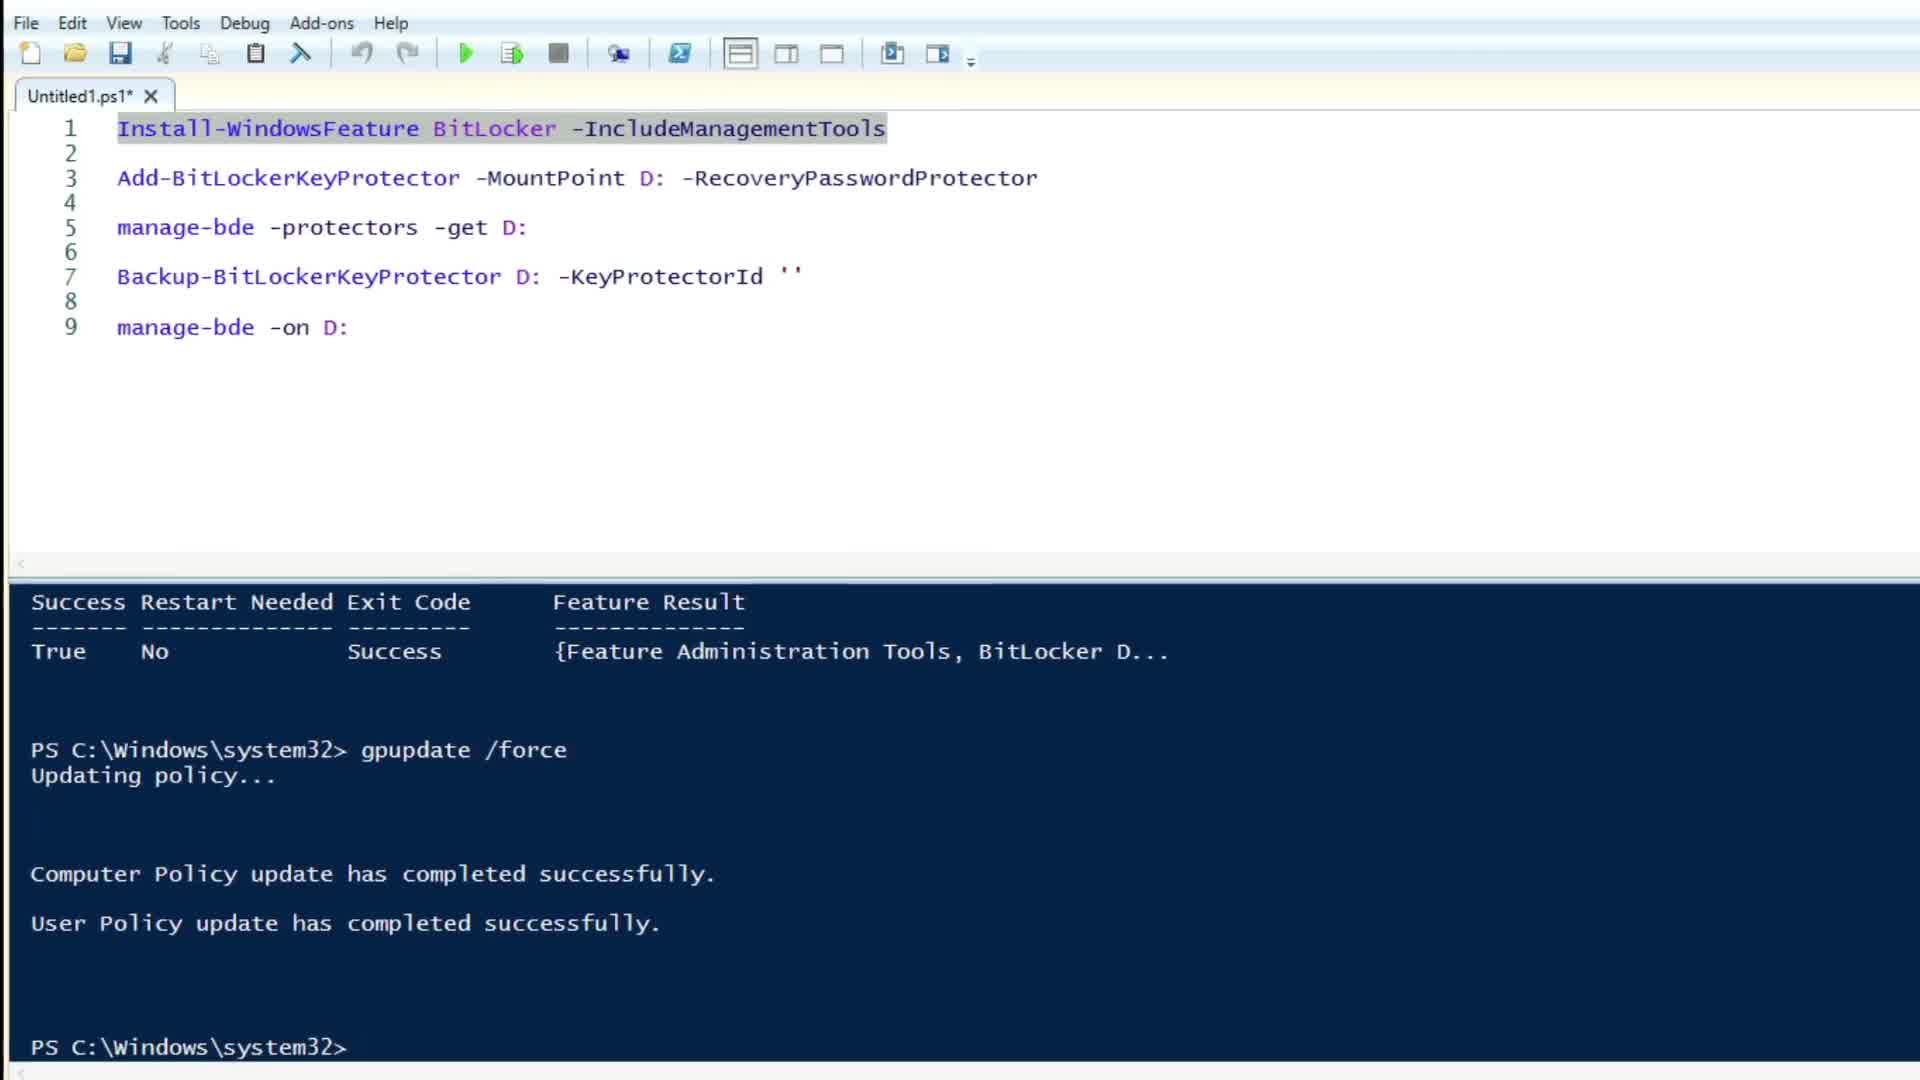 File Edit View Tools Debug Add-ons Help
Untitled1.ps1* X
1 Install-WindowsFeature BitLocker -IncludeManagementTools
2
3 Add-BitLockerKeyProtector -MountPoint D: -RecoveryPasswordProtector
4
5 manage-bde -protectors -get D:
6
7 Backup-BitLockerKeyProtector D: -KeyProtectorId ''
8
9 manage-bde -on D:
Success Restart Needed Exit Code Feature Result
------- -------------- --------- --------------
True No Success {Feature Administration Tools, BitLocker D...
PS C:\Windows\system32> gpupdate /force
Updating policy...
Computer Policy update has completed successfully.
User Policy update has completed successfully.
PS C:\Windows\system32>